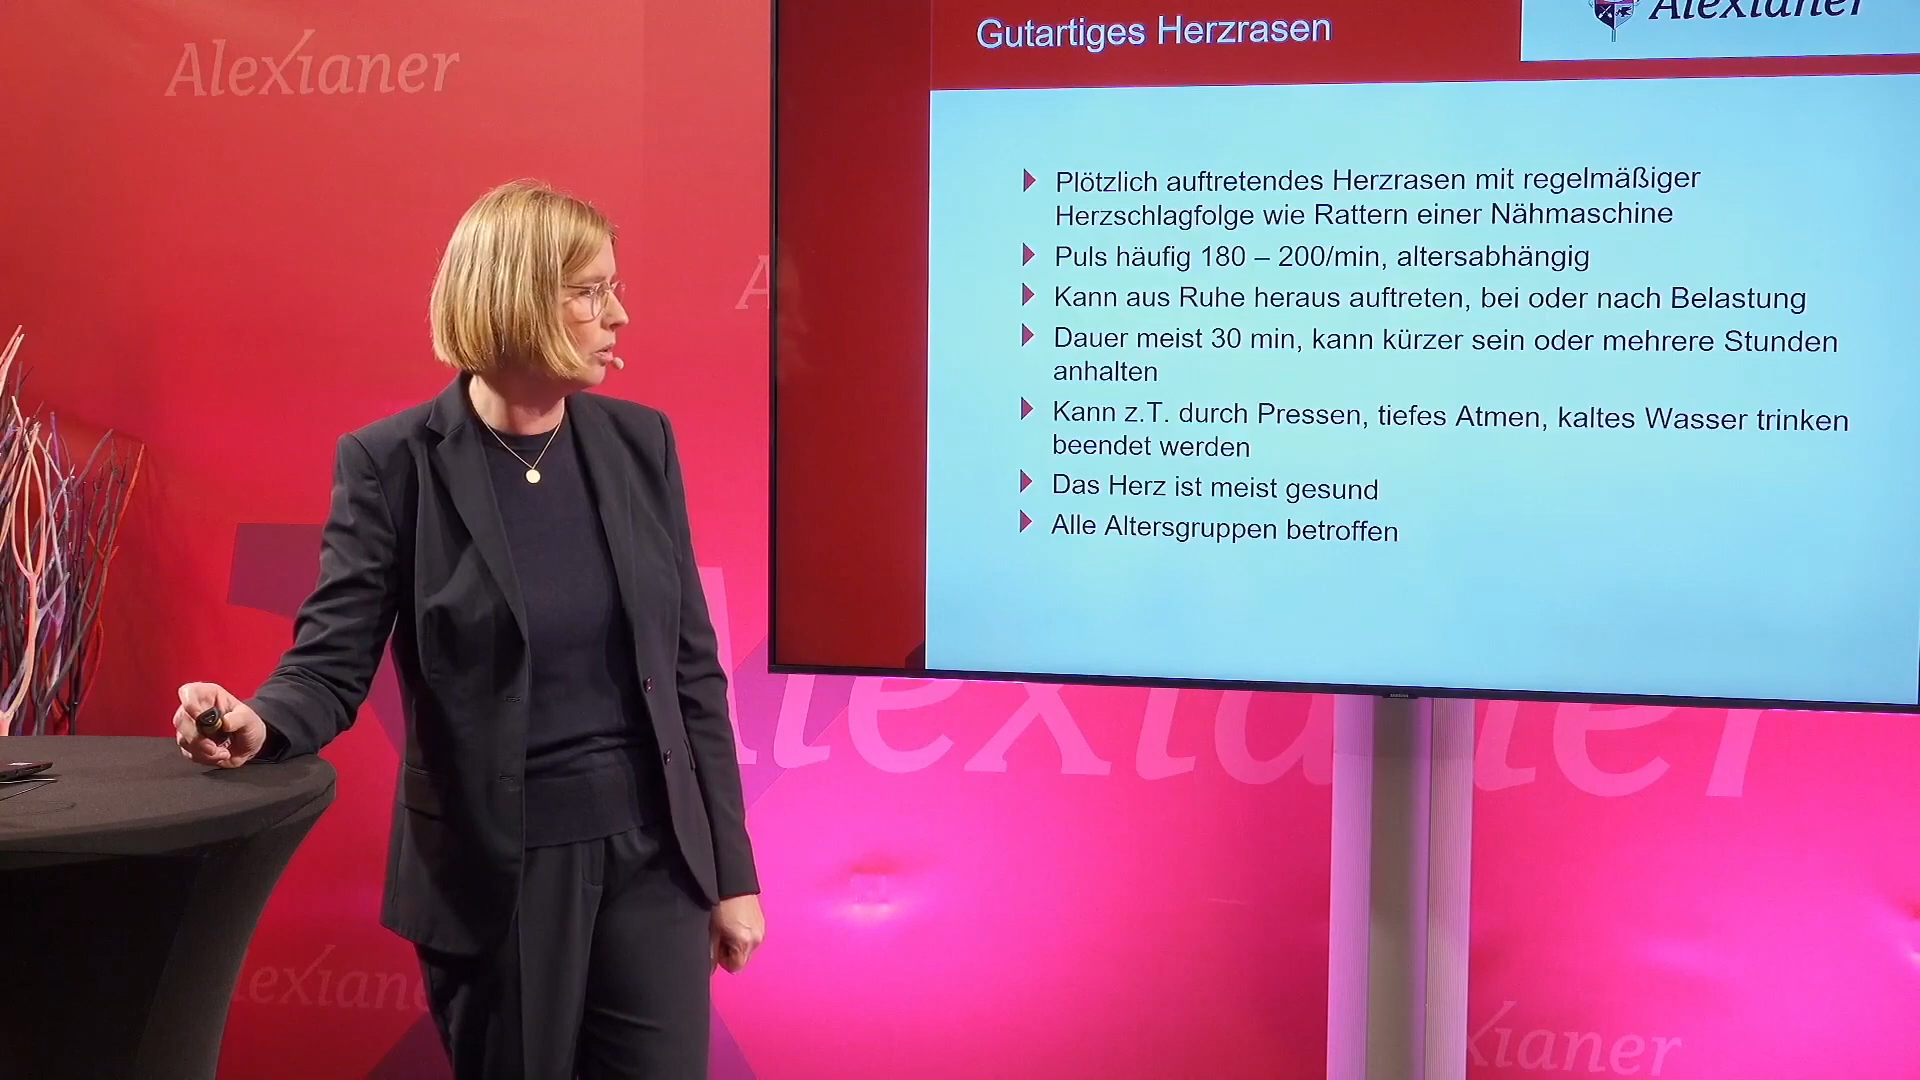 Alexianer
Gutartiges Herzrasen
Alexianer
Plötzlich auftretendes Herzrasen mit regelmäßiger
Herzschlagfolge wie Rattern einer Nähmaschine
Puls häufig 180 – 200/min, altersabhängig
Kann aus Ruhe heraus auftreten, bei oder nach Belastung
Dauer meist 30 min, kann kürzer sein oder mehrere Stunden
anhalten
Kann z.T. durch Pressen, tiefes Atmen, kaltes Wasser trinken
beendet werden
Das Herz ist meist gesund
Alle Altersgruppen betroffen
Alexianer
lexiane
xianer